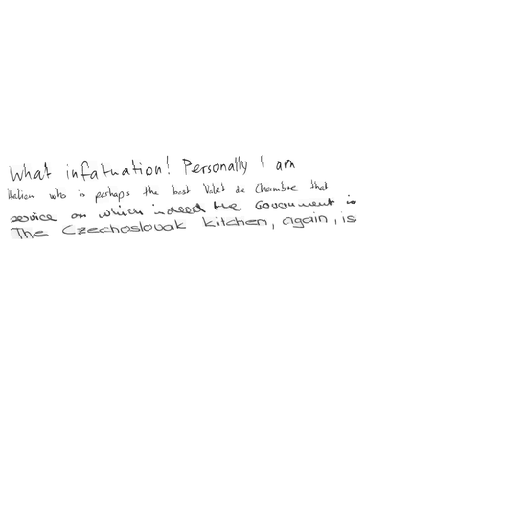 What infatuation! Personally I am
Italian who is perhaps the best Valet de Chambre that
service on which indeed the Government is
The Czechoslovak kitchen, again, is